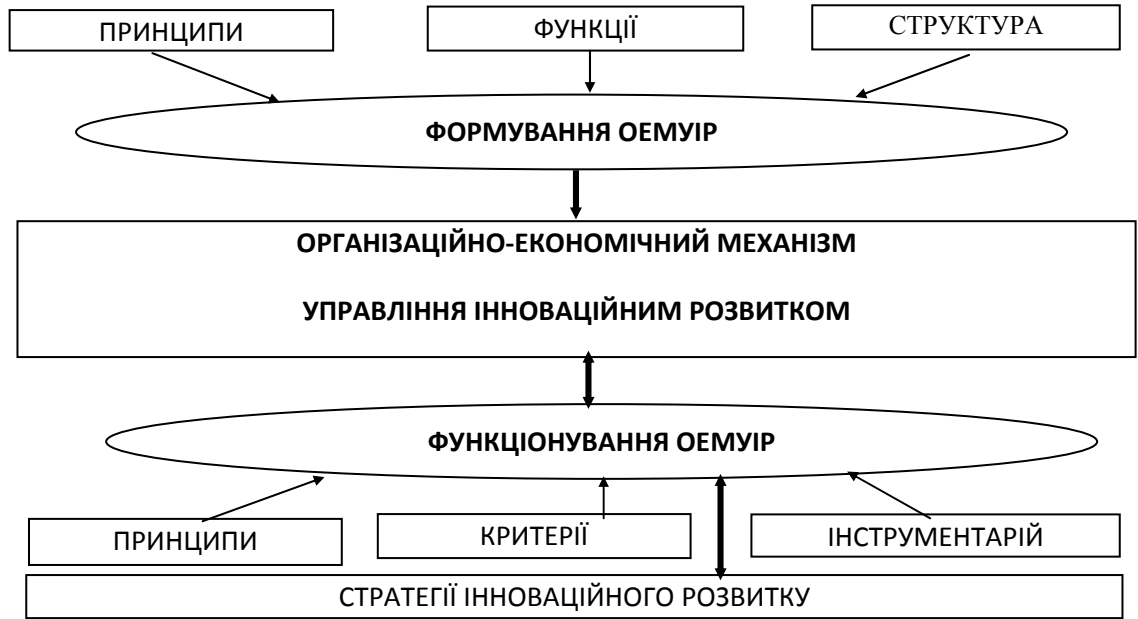 ПРИНЦИПИ
ФУНКЦІЇ
СТРУКТУРА
ФОРМУВАННЯ ОЕМУІР
ОРГАНІЗАЦІЙНО-ЕКОНОМІЧНИЙ МЕХАНІЗМ
УПРАВЛІННЯ ІННОВАЦІЙНИМ РОЗВИТКОМ
ФУНКЦІОНУВАННЯ ОЕМУІР
ПРИНЦИПИ
КРИТЕРІЇ
ІНСТРУМЕНТАРІЙ
СТРАТЕГІЇ ІННОВАЦІЙНОГО РОЗВИТКУ